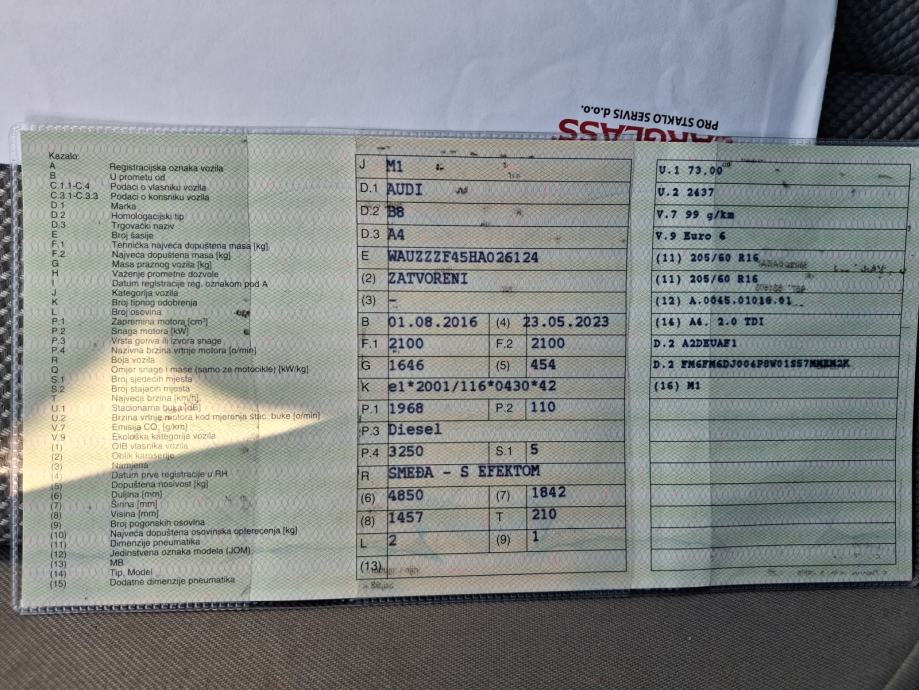 PRO STAKLO SERVIS d.o.o.
Kazalo:
A Registracijska oznaka vozila
B U prometu od
C.1.1-C.4 Podaci o vlasniku vozila
C.3.1-C.3.3 Podaci o korisniku vozila
D.1 Marka
D.2 Homologacijski tip
D.3 Trgovački naziv
E Broj šasije
F.1 Tehnička najveća dopuštena masa [kg]
F.2 Najveća dopuštena masa [kg]
G Masa praznog vozila [kg]
H Važenje prometne dozvole
I Datum registracije reg. oznakom pod A
J Kategorija vozila
K Broj tipnog odobrenja
L Broj osovina
P.1 Zapremina motora [cm³]
P.2 Snaga motora [kW]
P.3 Vrsta goriva ili izvora snage
P.4 Nazivna brzina vrtnje motora [o/min]
R Boja vozila
Q Omjer snage i mase (samo za motocikle) [kW/kg]
S.1 Broj sjedećih mjesta
S.2 Broj stajaćih mjesta
T Najveća brzina [km/h]
U.1 Stacionarna buka [dB]
U.2 Brzina vrtnje motora kod mjerenja stac. buke [o/min]
V.7 Emisija CO₂ [g/km]
V.9 Ekološka kategorija vozila
(1) OIB vlasnika vozila
(2) Oblik karoserije
(3) Namjena
(4) Datum prve registracije u RH
(5) Dopuštena nosivost [kg]
(6) Duljina [mm]
(7) Širina [mm]
(8) Visina [mm]
(9) Broj pogonskih osovina
(10) Najveća dopuštena osovinska opterećenja [kg]
(11) Dimenzije pneumatika
(12) Jedinstvena oznaka modela (JOM)
(13) MB
(14) Tip, Model
(15) Dodatne dimenzije pneumatika
J M1
D.1 AUDI
D.2 B8
D.3 A4
E WAUZZZF45HA026124
(2) ZATVORENI
(3) –
B 01.08.2016 (4) 23.05.2023
F.1 2100 F.2 2100
G 1646 (5) 454
K e1*2001/116*0430*42
P.1 1968 P.2 110
P.3 Diesel
P.4 3250 S.1 5
R SMEĐA - S EFEKTOM
(6) 4850 (7) 1842
(8) 1457 T 210
L 2 (9) 1
(13)
U.1 73,00
U.2 2637
V.7 99 g/km
V.9 Euro 6
(11) 205/60 R16
(11) 205/60 R16
(12) A.0045.01018.01
(14) A6. 2.0 TDI
D.2 A2DEUAF1
D.2
(16) M1